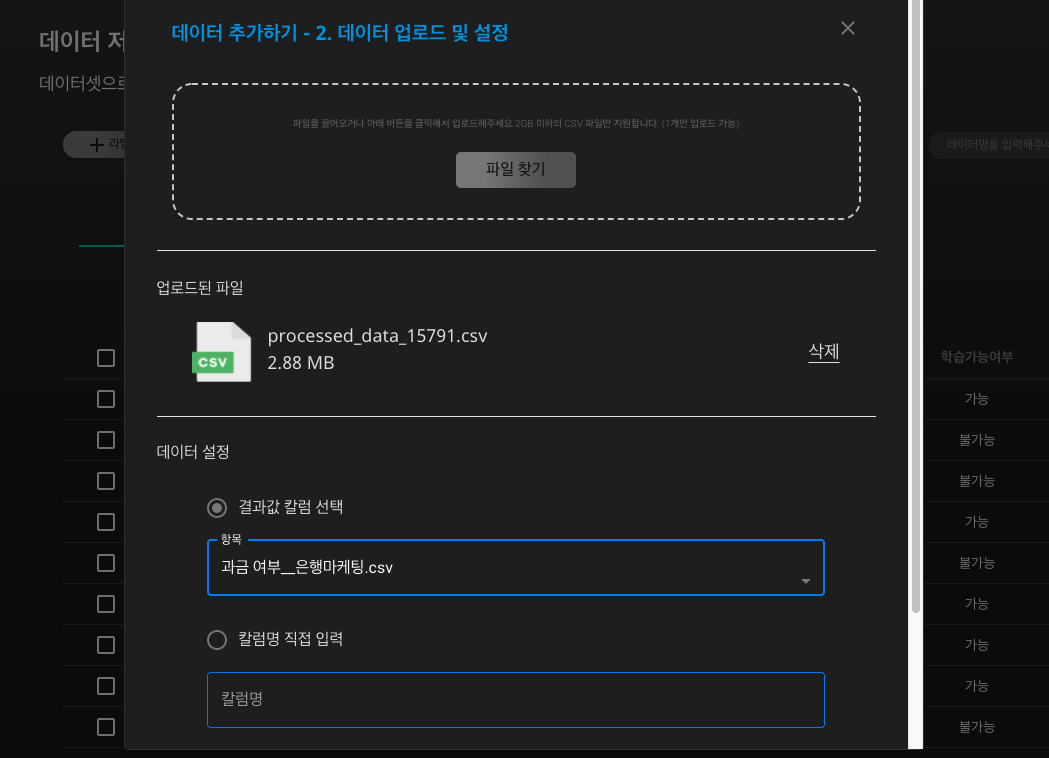 데이터 추가하기 - 2. 데이터 업로드 및 설정
데이터
데이터셋으로
파일을 끌어오거나 아래 버튼을 클릭해서 업로드해주세요.2GB 이하의 CSV 파일만 지원합니다. (1개만 업로드 가능)
파일 찾기
데이터명을 입력해주세
업로드된 파일
CSV
processed_data_15791.csv
2.88 MB
삭제
데이터 설정
결과값 칼럼 선택
항목
과금 여부__은행마케팅.csv
칼럼명 직접 입력
칼럼명
학습가능여부
가능
불가능
불가능
가능
불가능
가능
가능
가능
불가능